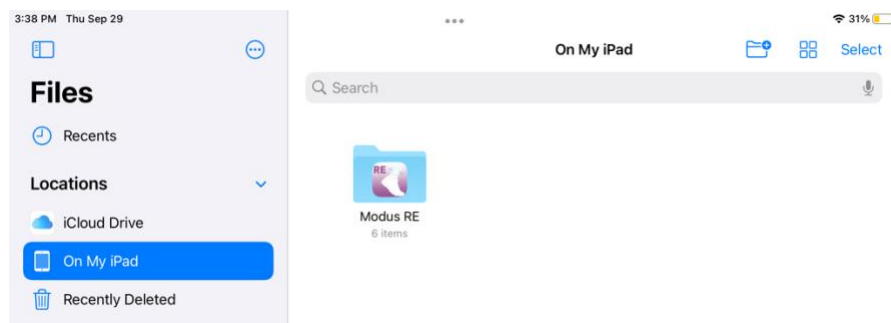 3:38 PM Thu Sep 29
31%
On My iPad
Select
Files
Search
Recents
Locations
iCloud Drive
On My iPad
Recently Deleted
RE
Modus RE
6 items